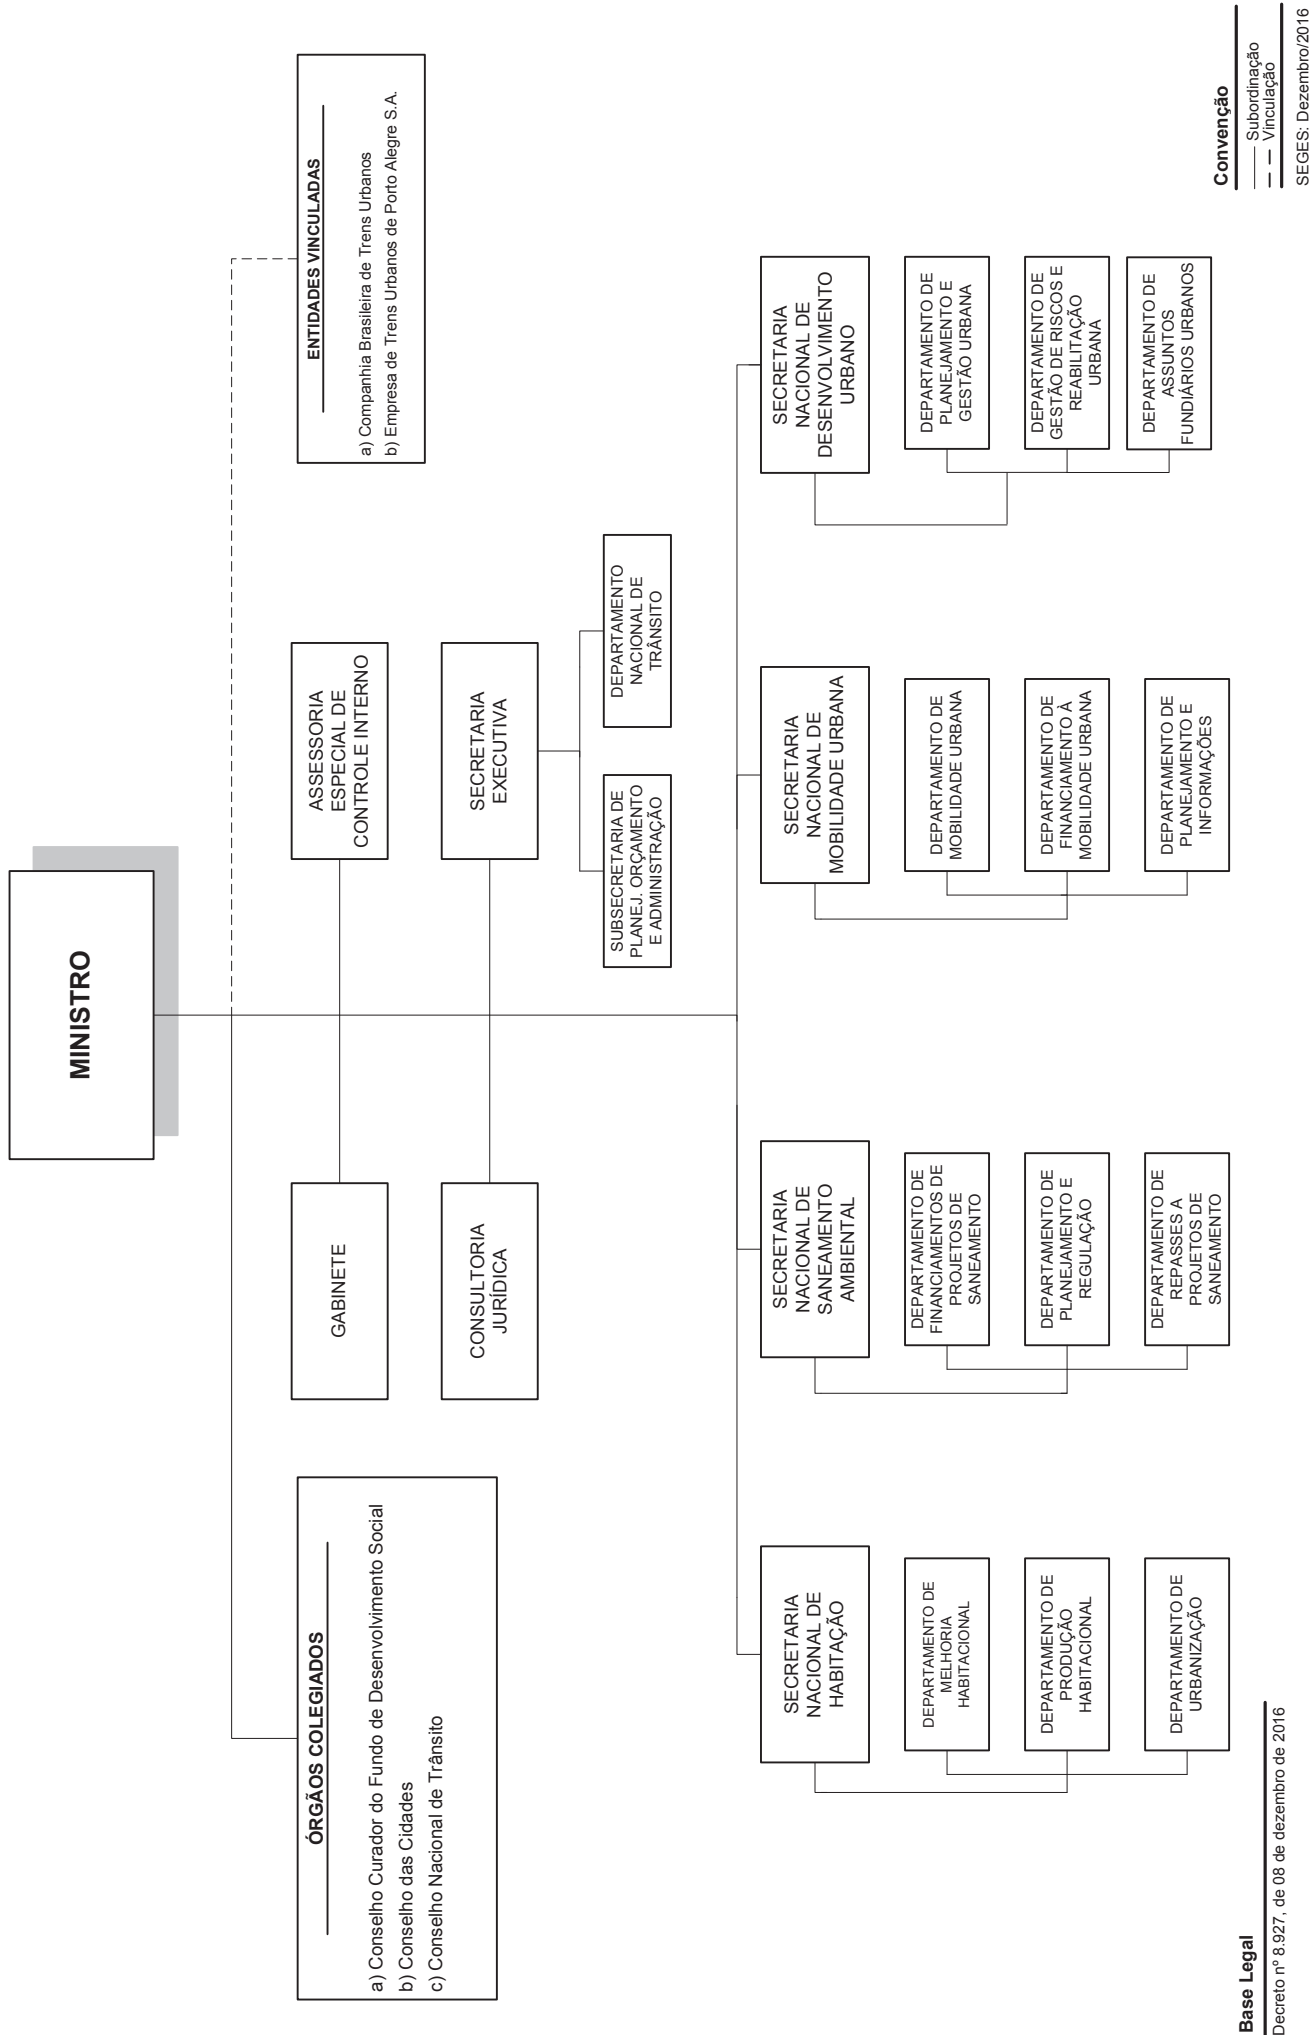 MINISTRO
ÓRGÃOS COLEGIADOS
a) Conselho Curador do Fundo de Desenvolvimento Social
b) Conselho das Cidades
c) Conselho Nacional de Trânsito
GABINETE
ASSESSORIA
ESPECIAL DE
CONTROLE INTERNO
ENTIDADES VINCULADAS
a) Companhia Brasileira de Trens Urbanos
b) Empresa de Trens Urbanos de Porto Alegre S.A.
CONSULTORIA
JURÍDICA
SECRETARIA
EXECUTIVA
SUBSECRETARIA DE
PLANEJ. ORÇAMENTO
E ADMINISTRAÇÃO
DEPARTAMENTO
NACIONAL DE
TRÂNSITO
SECRETARIA
NACIONAL DE
HABITAÇÃO
DEPARTAMENTO DE
MELHORIA
HABITACIONAL
DEPARTAMENTO DE
PRODUÇÃO
HABITACIONAL
DEPARTAMENTO DE
URBANIZAÇÃO
SECRETARIA
NACIONAL DE
SANEAMENTO
AMBIENTAL
DEPARTAMENTO DE
FINANCIAMENTOS DE
PROJETOS DE
SANEAMENTO
DEPARTAMENTO DE
PLANEJAMENTO E
REGULAÇÃO
DEPARTAMENTO DE
REPASSES A
PROJETOS DE
SANEAMENTO
SECRETARIA
NACIONAL DE
MOBILIDADE URBANA
DEPARTAMENTO DE
MOBILIDADE URBANA
DEPARTAMENTO DE
FINANCIAMENTO À
MOBILIDADE URBANA
DEPARTAMENTO DE
PLANEJAMENTO E
INFORMAÇÕES
SECRETARIA
NACIONAL DE
DESENVOLVIMENTO
URBANO
DEPARTAMENTO DE
PLANEJAMENTO E
GESTÃO URBANA
DEPARTAMENTO DE
GESTÃO DE RISCOS E
REABILITAÇÃO
URBANA
DEPARTAMENTO DE
ASSUNTOS
FUNDIÁRIOS URBANOS
Base Legal
Decreto nº 8.927, de 08 de dezembro de 2016
Convenção
Subordinação
Vinculação
SEGES: Dezembro/2016